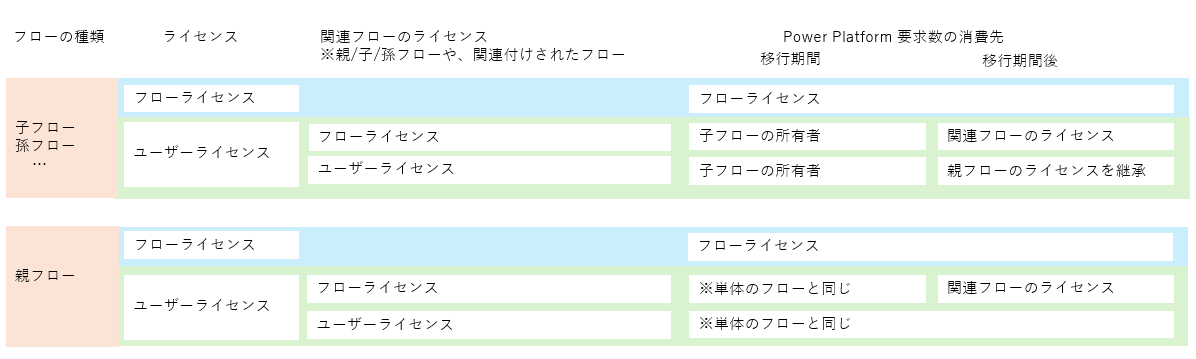 フローの種類
ライセンス
関連フローのライセンス
※親/子/孫フローや、関連付けされたフロー
Power Platform 要求数の消費先
移行期間
移行期間後
子フロー
孫フロー
…
フローライセンス
フローライセンス
ユーザーライセンス
フローライセンス
子フローの所有者
関連フローのライセンス
ユーザーライセンス
子フローの所有者
親フローのライセンスを継承
親フロー
フローライセンス
フローライセンス
ユーザーライセンス
フローライセンス
※単体のフローと同じ
関連フローのライセンス
ユーザーライセンス
※単体のフローと同じ